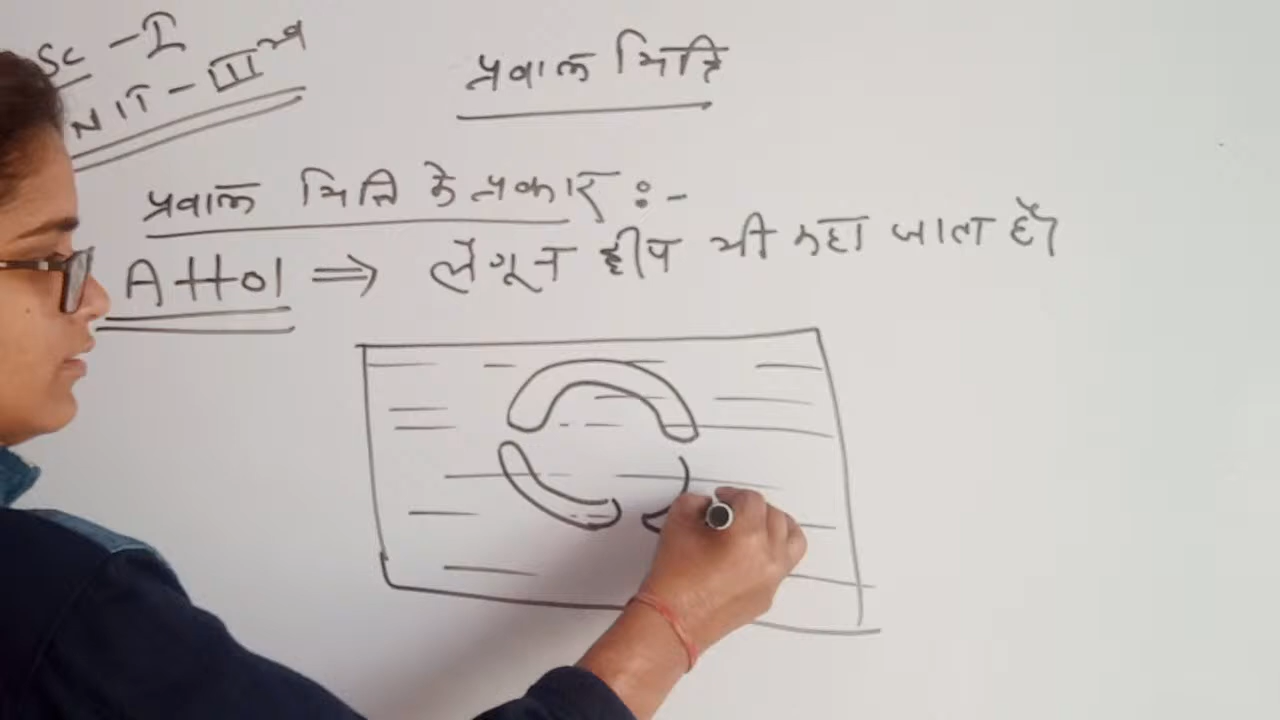 Sc - I
NIT - III
प्रवाल भित्ति
प्रवाल भित्ति के प्रकार :-
Attol ⇒ लैगून द्वीप भी कहा जाता है।